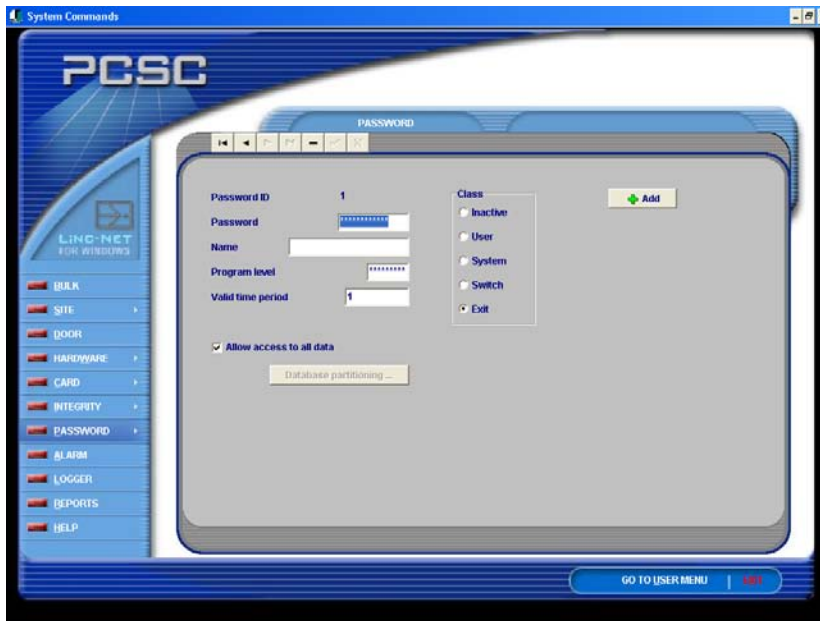 System Commands
PCSC
PASSWORD
Password ID 1
Password ************
Name
Program level *********
Valid time period 1
Allow access to all data
Database partitioning ...
Class
Inactive
User
System
Switch
Exit
Add
LiNC-NET
FOR WINDOWS
BULK
SITE
DOOR
HARDWARE
CARD
INTEGRITY
PASSWORD
ALARM
LOGGER
REPORTS
HELP
GO TO USER MENU | EXIT